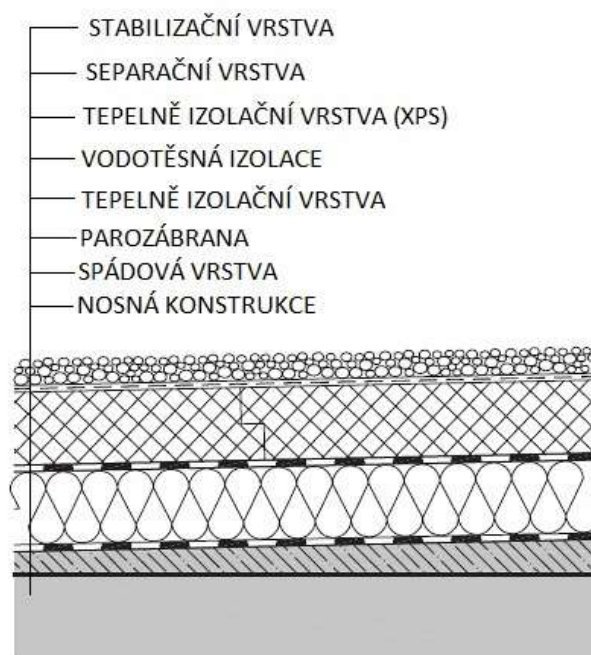 STABILIZAČNÍ VRSTVA
SEPARAČNÍ VRSTVA
TEPELNĚ IZOLAČNÍ VRSTVA (XPS)
VODOTĚSNÁ IZOLACE
TEPELNĚ IZOLAČNÍ VRSTVA
PAROZÁBRANA
SPÁDOVÁ VRSTVA
NOSNÁ KONSTRUKCE